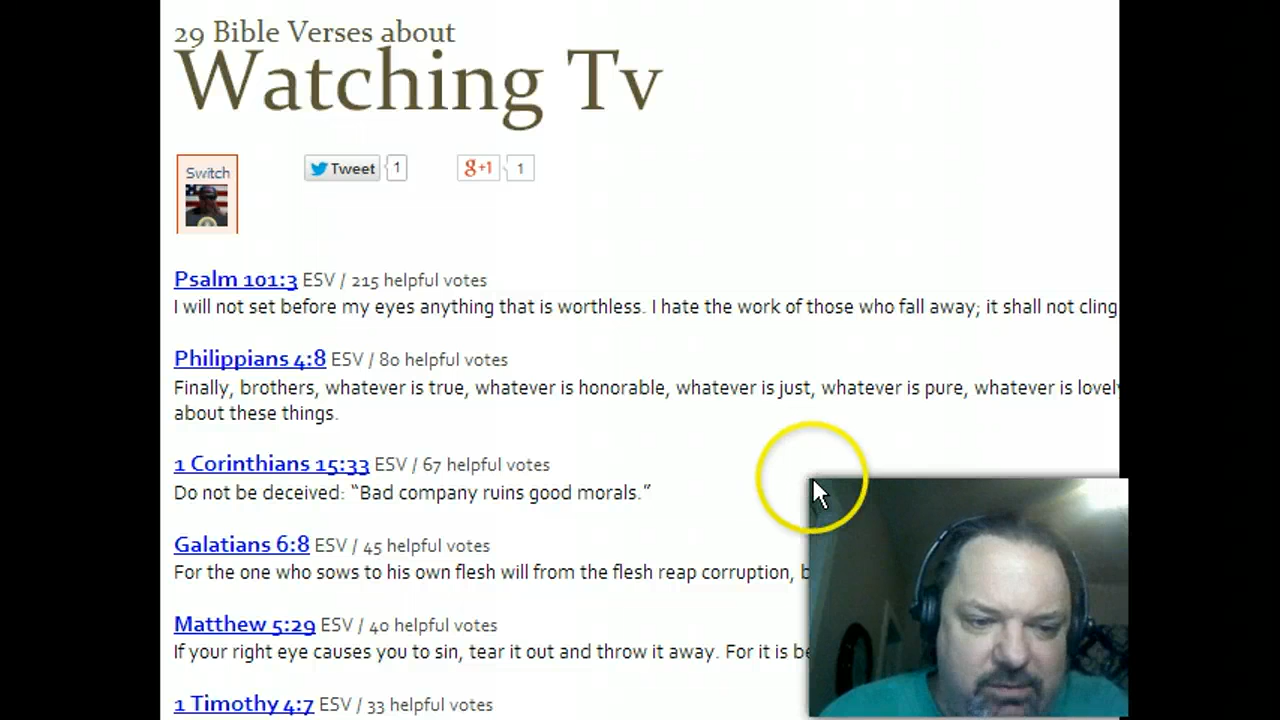 29 Bible Verses about
Watching Tv
Switch
Tweet 1
g+1 1
Psalm 101:3 ESV / 215 helpful votes
I will not set before my eyes anything that is worthless. I hate the work of those who fall away; it shall not cling
Philippians 4:8 ESV / 80 helpful votes
Finally, brothers, whatever is true, whatever is honorable, whatever is just, whatever is pure, whatever is lovel
about these things.
1 Corinthians 15:33 ESV / 67 helpful votes
Do not be deceived: “Bad company ruins good morals.”
Galatians 6:8 ESV / 45 helpful votes
For the one who sows to his own flesh will from the flesh reap corruption, b
Matthew 5:29 ESV / 40 helpful votes
If your right eye causes you to sin, tear it out and throw it away. For it is be
1 Timothy 4:7 ESV / 33 helpful votes